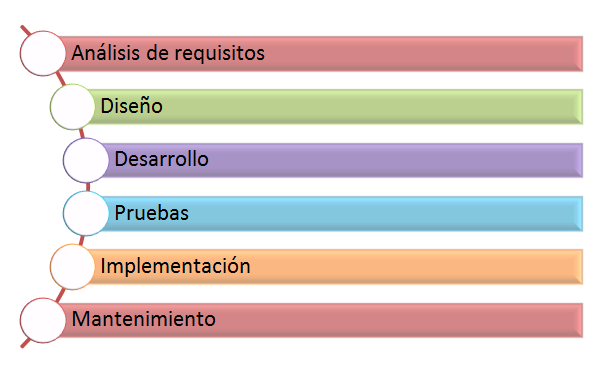 Análisis de requisitos
Diseño
Desarrollo
Pruebas
Implementación
Mantenimiento